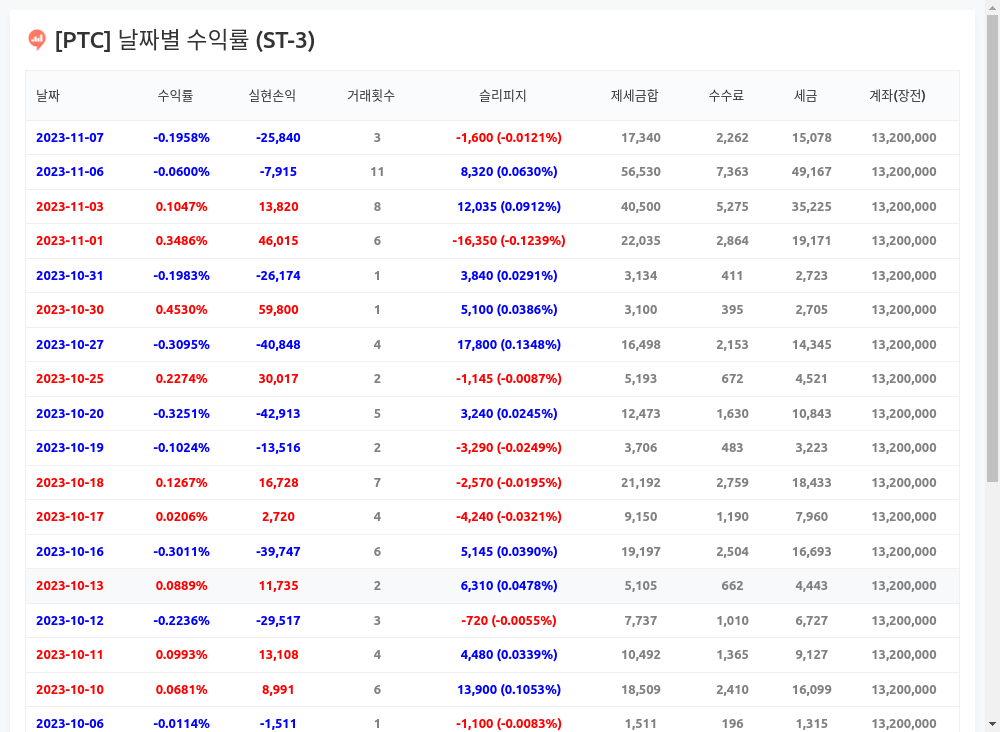 [PTC] 날짜별 수익률 (ST-3)
날짜 수익률 실현손익 거래횟수 슬리피지 제세금합 수수료 세금 계좌(장전)
2023-11-07 -0.1958% -25,840 3 -1,600 (-0.0121%) 17,340 2,262 15,078 13,200,000
2023-11-06 -0.0600% -7,915 11 8,320 (0.0630%) 56,530 7,363 49,167 13,200,000
2023-11-03 0.1047% 13,820 8 12,035 (0.0912%) 40,500 5,275 35,225 13,200,000
2023-11-01 0.3486% 46,015 6 -16,350 (-0.1239%) 22,035 2,864 19,171 13,200,000
2023-10-31 -0.1983% -26,174 1 3,840 (0.0291%) 3,134 411 2,723 13,200,000
2023-10-30 0.4530% 59,800 1 5,100 (0.0386%) 3,100 395 2,705 13,200,000
2023-10-27 -0.3095% -40,848 4 17,800 (0.1348%) 16,498 2,153 14,345 13,200,000
2023-10-25 0.2274% 30,017 2 -1,145 (-0.0087%) 5,193 672 4,521 13,200,000
2023-10-20 -0.3251% -42,913 5 3,240 (0.0245%) 12,473 1,630 10,843 13,200,000
2023-10-19 -0.1024% -13,516 2 -3,290 (-0.0249%) 3,706 483 3,223 13,200,000
2023-10-18 0.1267% 16,728 7 -2,570 (-0.0195%) 21,192 2,759 18,433 13,200,000
2023-10-17 0.0206% 2,720 4 -4,240 (-0.0321%) 9,150 1,190 7,960 13,200,000
2023-10-16 -0.3011% -39,747 6 5,145 (0.0390%) 19,197 2,504 16,693 13,200,000
2023-10-13 0.0889% 11,735 2 6,310 (0.0478%) 5,105 662 4,443 13,200,000
2023-10-12 -0.2236% -29,517 3 -720 (-0.0055%) 7,737 1,010 6,727 13,200,000
2023-10-11 0.0993% 13,108 4 4,480 (0.0339%) 10,492 1,365 9,127 13,200,000
2023-10-10 0.0681% 8,991 6 13,900 (0.1053%) 18,509 2,410 16,099 13,200,000
2023-10-06 -0.0114% -1,511 1 -1,100 (-0.0083%) 1,511 196 1,315 13,200,000